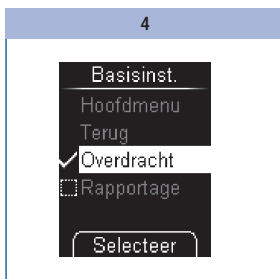 4
Basisinst.
Hoofdmenu
Terug
Overdracht
Rapportage
Selecteer